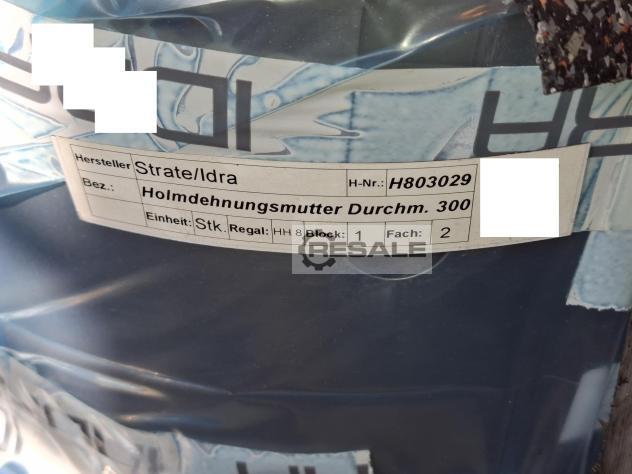 IDRA
Hersteller Strate/Idra H-Nr.: H803029
Bez.: Holmdehnungsmutter Durchm. 300
Einheit: Stk. Regal: HH 8 Block: 1 Fach: 2
RESALE